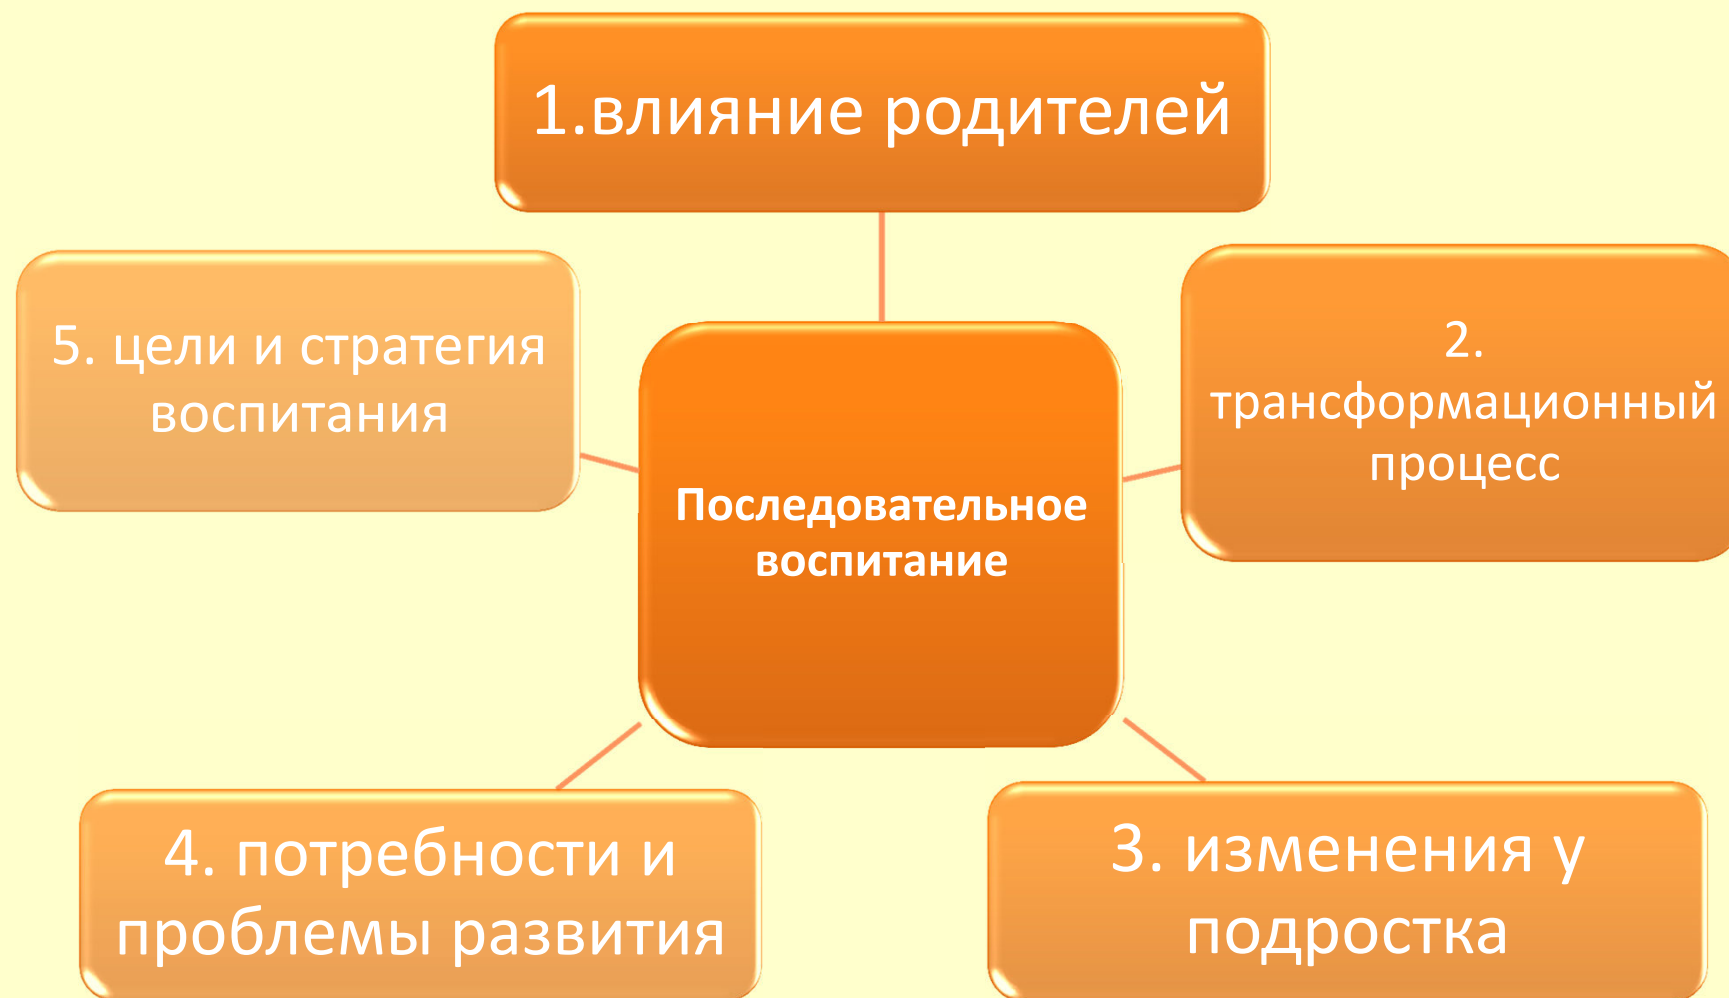 1.влияние родителей
2.
трансформационный
процесс
3. изменения у
подростка
4. потребности и
проблемы развития
5. цели и стратегия
воспитания
Последовательное
воспитание